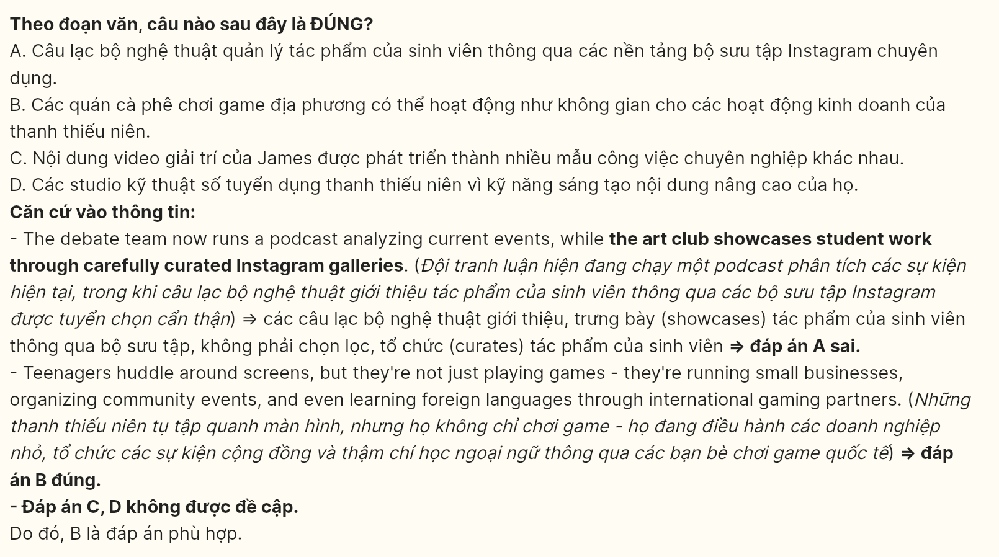 Theo đoạn văn, câu nào sau đây là ĐÚNG?
A. Câu lạc bộ nghệ thuật quản lý tác phẩm của sinh viên thông qua các nền tảng bộ sưu tập Instagram chuyên
dụng.
B. Các quán cà phê chơi game địa phương có thể hoạt động như không gian cho các hoạt động kinh doanh của
thanh thiếu niên.
C. Nội dung video giải trí của James được phát triển thành nhiều mẫu công việc chuyên nghiệp khác nhau.
D. Các studio kỹ thuật số tuyển dụng thanh thiếu niên vì kỹ năng sáng tạo nội dung nâng cao của họ.
Căn cứ vào thông tin:
- The debate team now runs a podcast analyzing current events, while the art club showcases student work
through carefully curated Instagram galleries. (Đội tranh luận hiện đang chạy một podcast phân tích các sự kiện
hiện tại, trong khi câu lạc bộ nghệ thuật giới thiệu tác phẩm của sinh viên thông qua các bộ sưu tập Instagram
được tuyển chọn cẩn thận) ⇒ các câu lạc bộ nghệ thuật giới thiệu, trưng bày (showcases) tác phẩm của sinh viên
thông qua bộ sưu tập, không phải chọn lọc, tổ chức (curates) tác phẩm của sinh viên ⇒ đáp án A sai.
- Teenagers huddle around screens, but they're not just playing games - they're running small businesses,
organizing community events, and even learning foreign languages through international gaming partners. (Những
thanh thiếu niên tụ tập quanh màn hình, nhưng họ không chỉ chơi game - họ đang điều hành các doanh nghiệp
nhỏ, tổ chức các sự kiện cộng đồng và thậm chí học ngoại ngữ thông qua các bạn bè chơi game quốc tế) ⇒ đáp
án B đúng.
- Đáp án C, D không được đề cập.
Do đó, B là đáp án phù hợp.